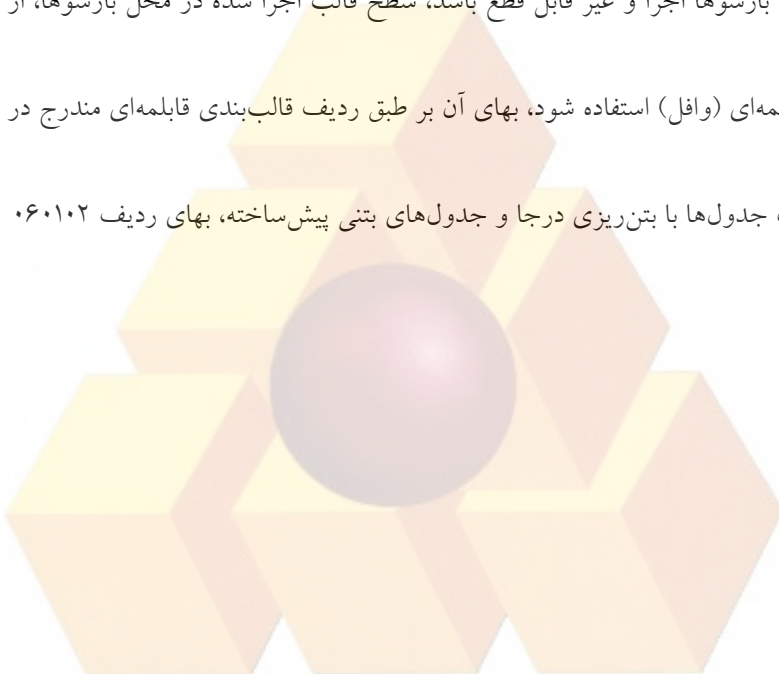 بازشوها اجرا و غیر قابل قطع باشد، سطح قالب اجرا شده در محل بازشوها، از
مه‌ای (وافل) استفاده شود، بهای آن بر طبق ردیف قالب‌بندی قابلمه‌ای مندرج در
جدول‌ها با بتن‌ریزی درجا و جدول‌های بتنی پیش‌ساخته، بهای ردیف ۰۶۰۱۰۲